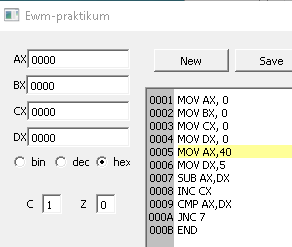 Ewm-praktikum
AX 0000
BX 0000
CX 0000
DX 0000
bin dec hex
C 1 Z 0
New Save
0001 MOV AX, 0
0002 MOV BX, 0
0003 MOV CX, 0
0004 MOV DX, 0
0005 MOV AX,40
0006 MOV DX,5
0007 SUB AX,DX
0008 INC CX
0009 CMP AX,DX
000A JNC 7
000B END